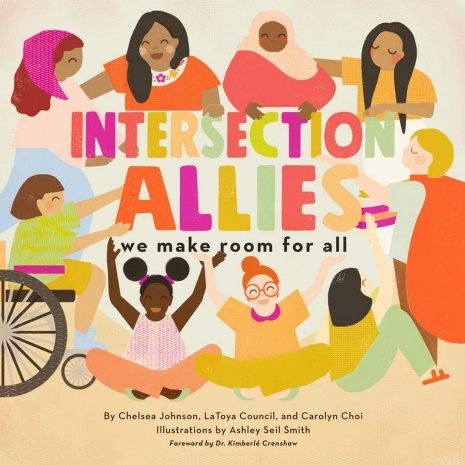 INTERSECTION
ALLIES
we make room for all
By Chelsea Johnson, LaToya Council, and Carolyn Choi
Illustrations by Ashley Seil Smith
Foreword by Dr. Kimberlé Crenshaw